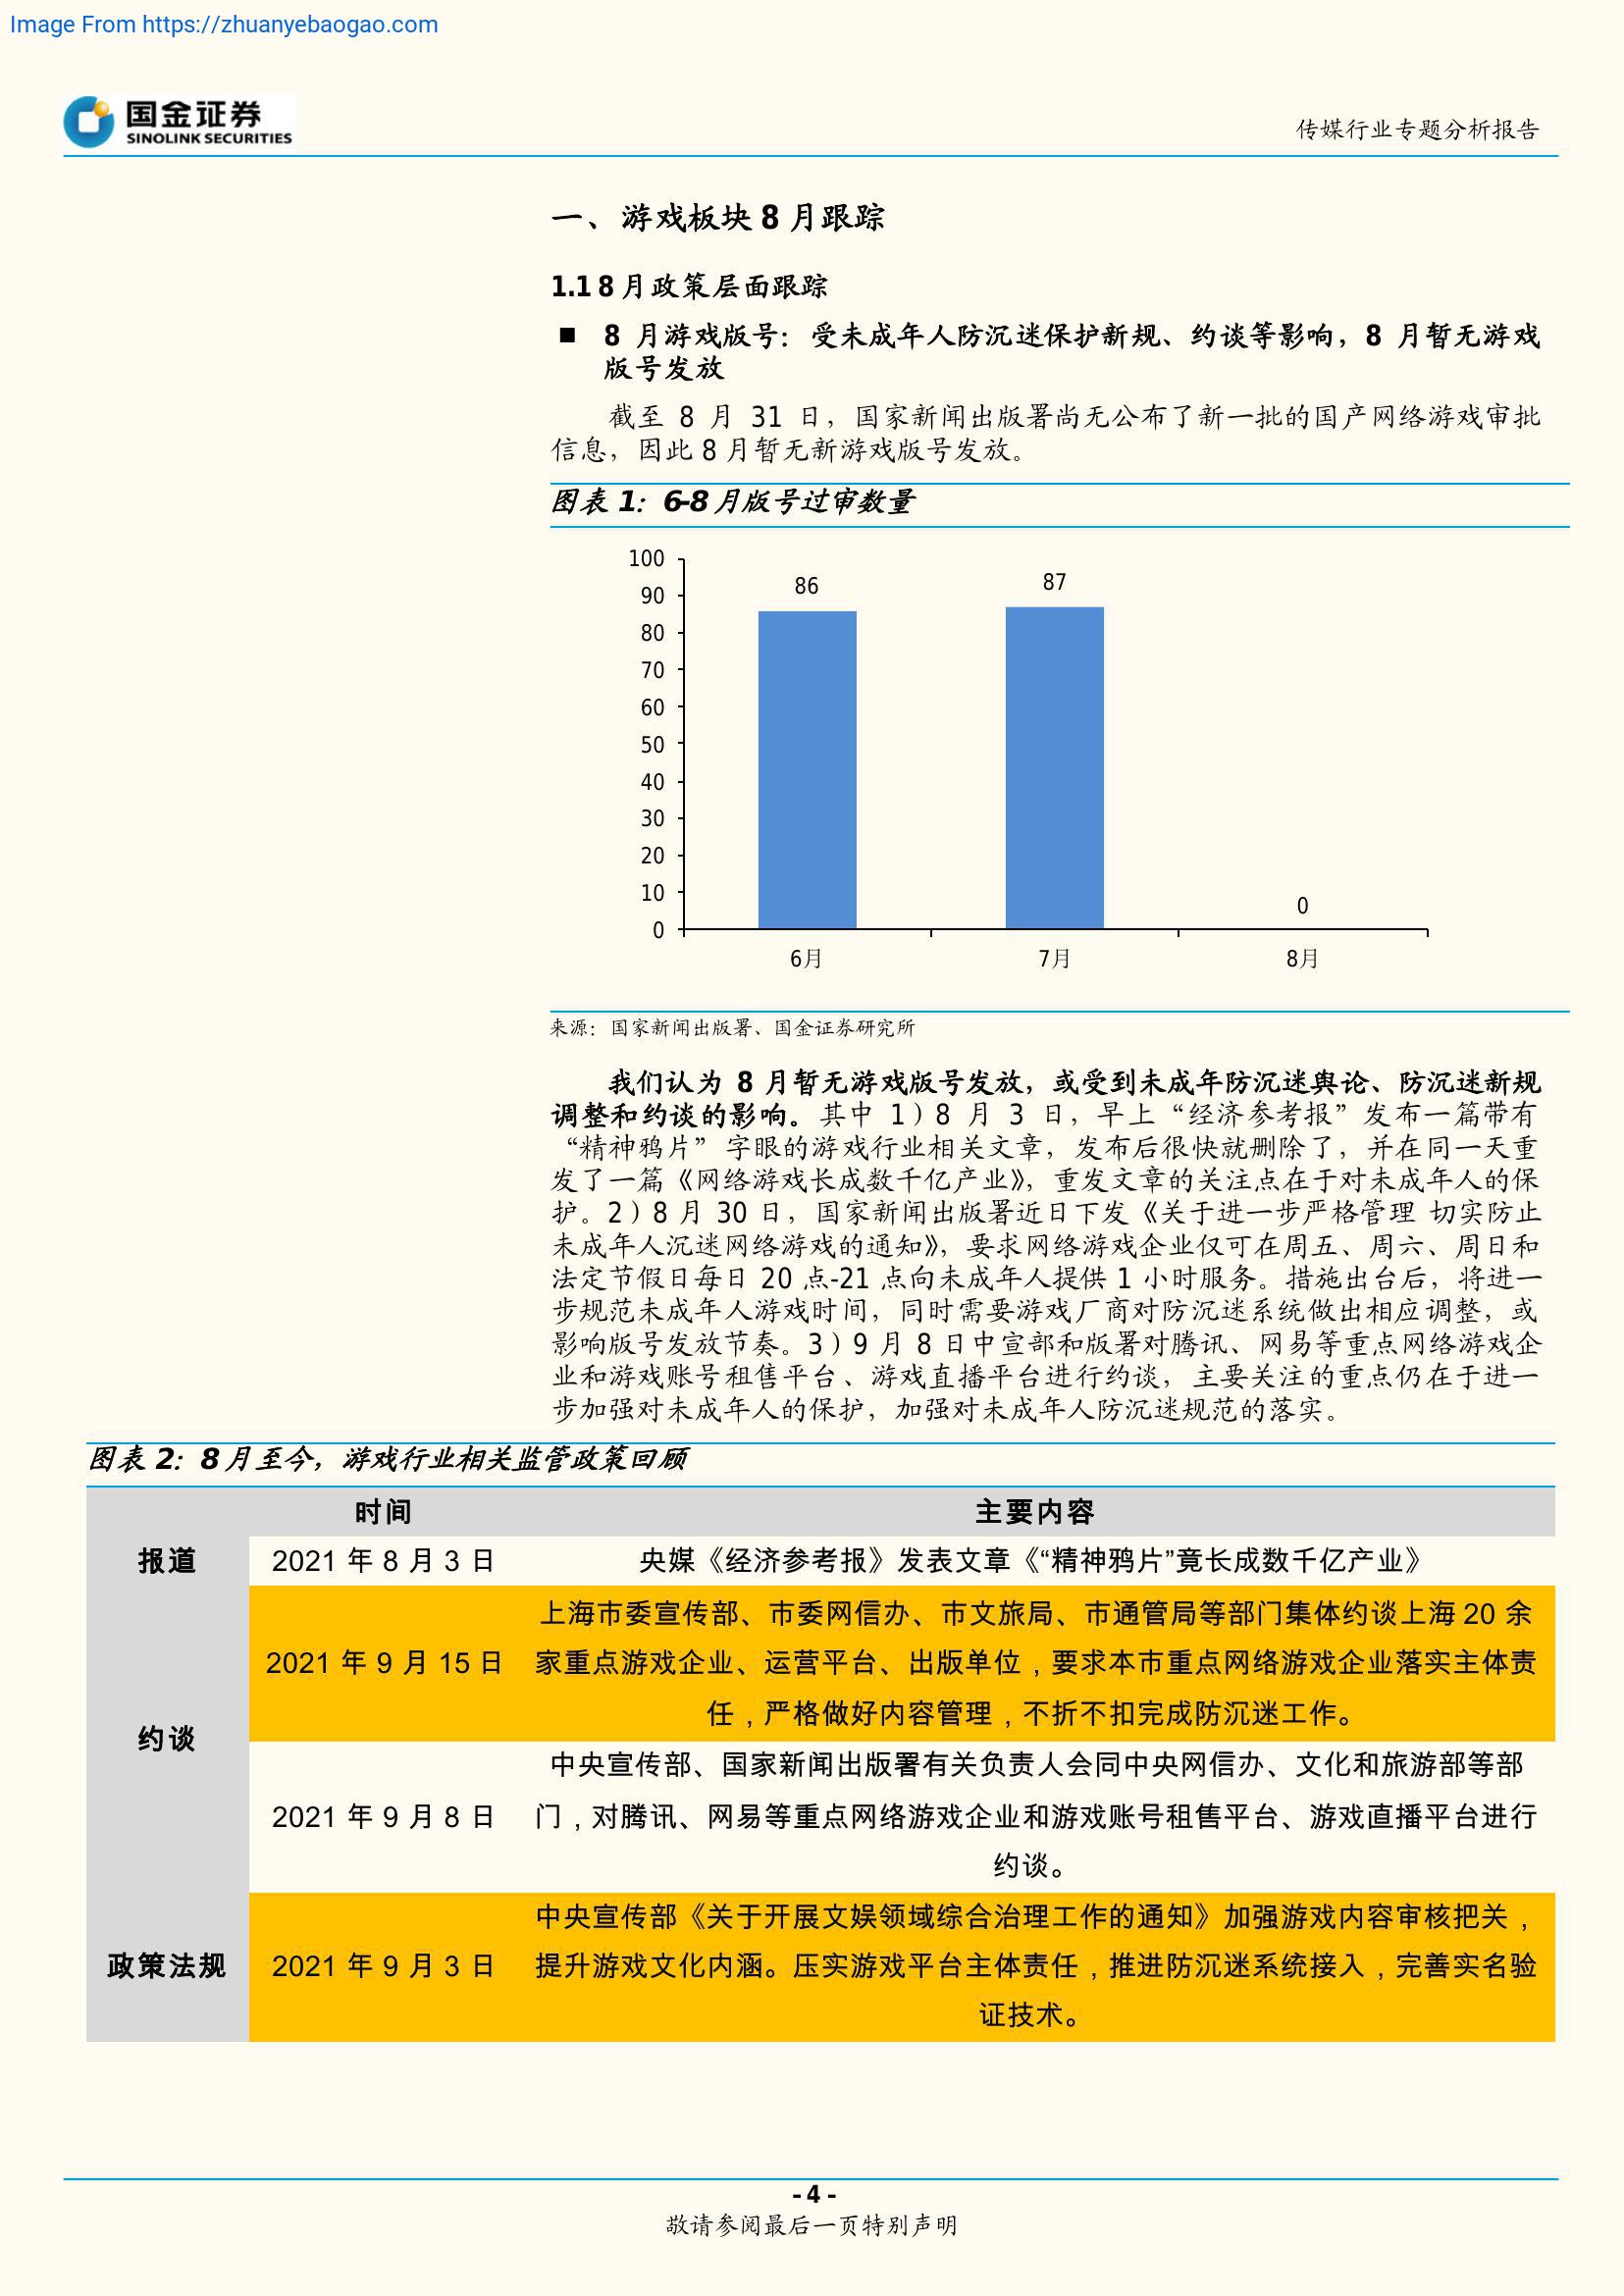 Image From https://zhuanyebaogao.com
国金证券
SINOLINK SECURITIES
传媒行业专题分析报告
一、游戏板块 8 月跟踪
1.1 8 月政策层面跟踪
■ 8 月游戏版号：受未成年人防沉迷保护新规、约谈等影响，8 月暂无游戏
版号发放
截至 8 月 31 日，国家新闻出版署尚无公布了新一批的国产网络游戏审批
信息，因此 8 月暂无新游戏版号发放。
图表 1：6-8 月版号过审数量
100
90
80
70
60
50
40
30
20
10
0
86
87
0
6月
7月
8月
来源：国家新闻出版署、国金证券研究所
我们认为 8 月暂无游戏版号发放，或受到未成年防沉迷舆论、防沉迷新规
调整和约谈的影响。其中 1）8 月 3 日，早上“经济参考报”发布一篇带有
“精神鸦片”字眼的游戏行业相关文章，发布后很快就删除了，并在同一天重
发了一篇《网络游戏长成数千亿产业》，重发文章的关注点在于对未成年人的保
护。2）8 月 30 日，国家新闻出版署近日下发《关于进一步严格管理 切实防止
未成年人沉迷网络游戏的通知》，要求网络游戏企业仅可在周五、周六、周日和
法定节假日每日 20 点-21 点向未成年人提供 1 小时服务。措施出台后，将进一
步规范未成年人游戏时间，同时需要游戏厂商对防沉迷系统做出相应调整，或
影响版号发放节奏。3）9 月 8 日中宣部和版署对腾讯、网易等重点网络游戏企
业和游戏账号租售平台、游戏直播平台进行约谈，主要关注的重点仍在于进一
步加强对未成年人的保护，加强对未成年人防沉迷规范的落实。
图表 2：8 月至今，游戏行业相关监管政策回顾
时间
主要内容
报道
2021 年 8 月 3 日
央媒《经济参考报》发表文章《“精神鸦片”竟长成数千亿产业》
约谈
2021 年 9 月 15 日
上海市委宣传部、市委网信办、市文旅局、市通管局等部门集体约谈上海 20 余
家重点游戏企业、运营平台、出版单位，要求本市重点网络游戏企业落实主体责
任，严格做好内容管理，不折不扣完成防沉迷工作。
2021 年 9 月 8 日
中央宣传部、国家新闻出版署有关负责人会同中央网信办、文化和旅游部等部
门，对腾讯、网易等重点网络游戏企业和游戏账号租售平台、游戏直播平台进行
约谈。
政策法规
2021 年 9 月 3 日
中央宣传部《关于开展文娱领域综合治理工作的通知》加强游戏内容审核把关，
提升游戏文化内涵。压实游戏平台主体责任，推进防沉迷系统接入，完善实名验
证技术。
- 4 -
敬请参阅最后一页特别声明